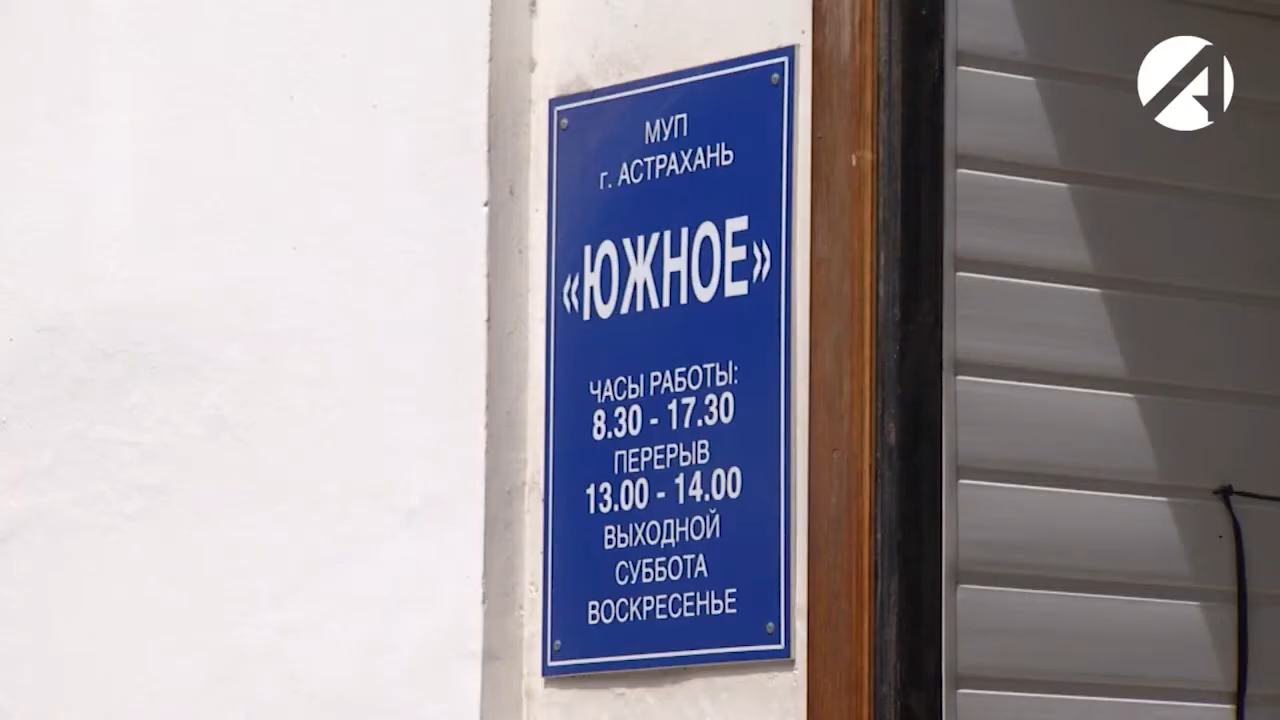 МУП
г. АСТРАХАНЬ
«ЮЖНОЕ»
ЧАСЫ РАБОТЫ:
8.30 - 17.30
ПЕРЕРЫВ
13.00 - 14.00
ВЫХОДНОЙ
СУББОТА
ВОСКРЕСЕНЬЕ